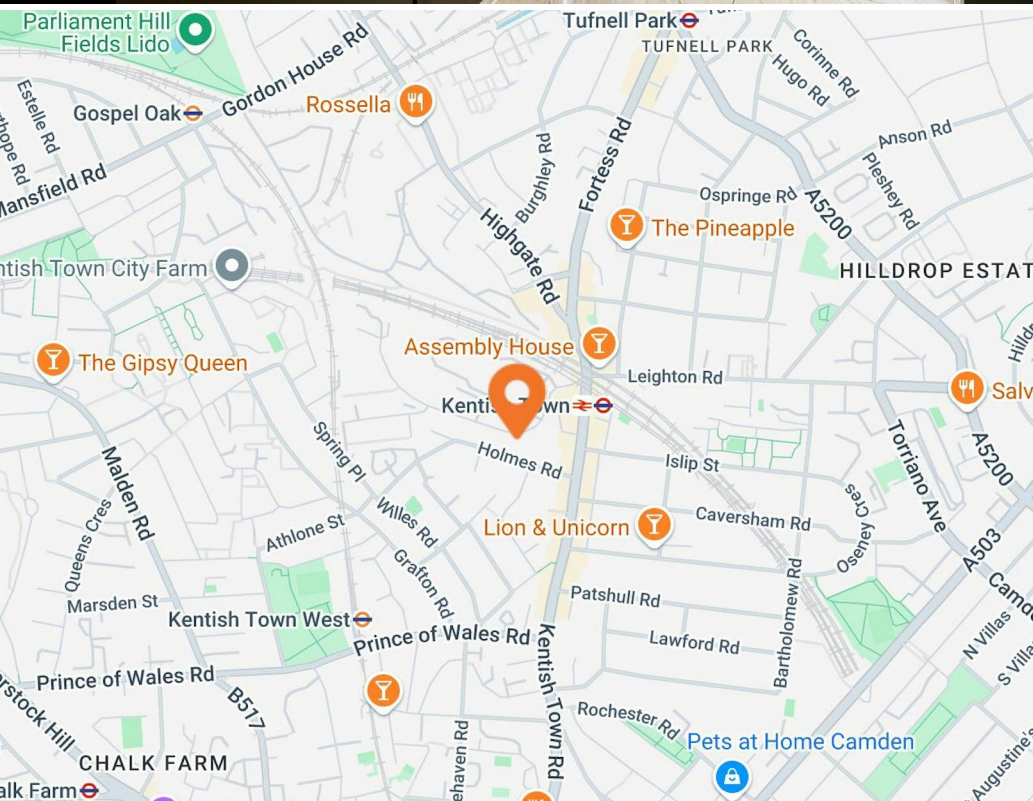 Parliament Hill
Fields Lido
Tufnell Park
TUFNELL PARK
Corinne Rd
Hugo Rd
Gordon House Rd
Rossella
Gospel Oak
Estelle Rd
Mansfield Rd
Anson Rd
Pleshey Rd
Burghley Rd
Fortess Rd
Ospringe Rd
A5200
The Pineapple
Highgate Rd
ntish Town City Farm
HILLDROP ESTAT
Assembly House
The Gipsy Queen
Leighton Rd
Kentish Town
Salv
Holmes Rd
Islip St
Spring Pl
Malden Rd
Torriano Ave
A5200
Queens Cres
Willes Rd
Lion & Unicorn
Caversham Rd
Oseney Cres
Athlone St
A503
Grafton Rd
Marsden St
Patshull Rd
Bartholomew Rd
Kentish Town West
Prince of Wales Rd
Lawford Rd
N Villas
Prince of Wales Rd
B517
Kentish Town Rd
Rochester Rd
Pets at Home Camden
CHALK FARM
alk Farm